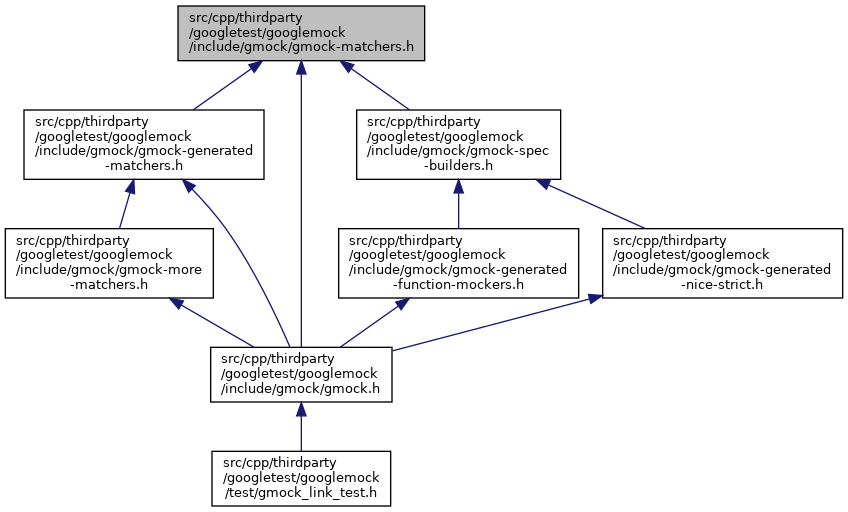 src/cpp/thirdparty
/googletest/googlemock
/include/gmock/gmock-matchers.h
src/cpp/thirdparty
/googletest/googlemock
/include/gmock/gmock-generated
-matchers.h
src/cpp/thirdparty
/googletest/googlemock
/include/gmock/gmock-spec
-builders.h
src/cpp/thirdparty
/googletest/googlemock
/include/gmock/gmock-more
-matchers.h
src/cpp/thirdparty
/googletest/googlemock
/include/gmock/gmock-generated
-function-mockers.h
src/cpp/thirdparty
/googletest/googlemock
/include/gmock/gmock-generated
-nice-strict.h
src/cpp/thirdparty
/googletest/googlemock
/include/gmock/gmock.h
src/cpp/thirdparty
/googletest/googlemock
/test/gmock_link_test.h